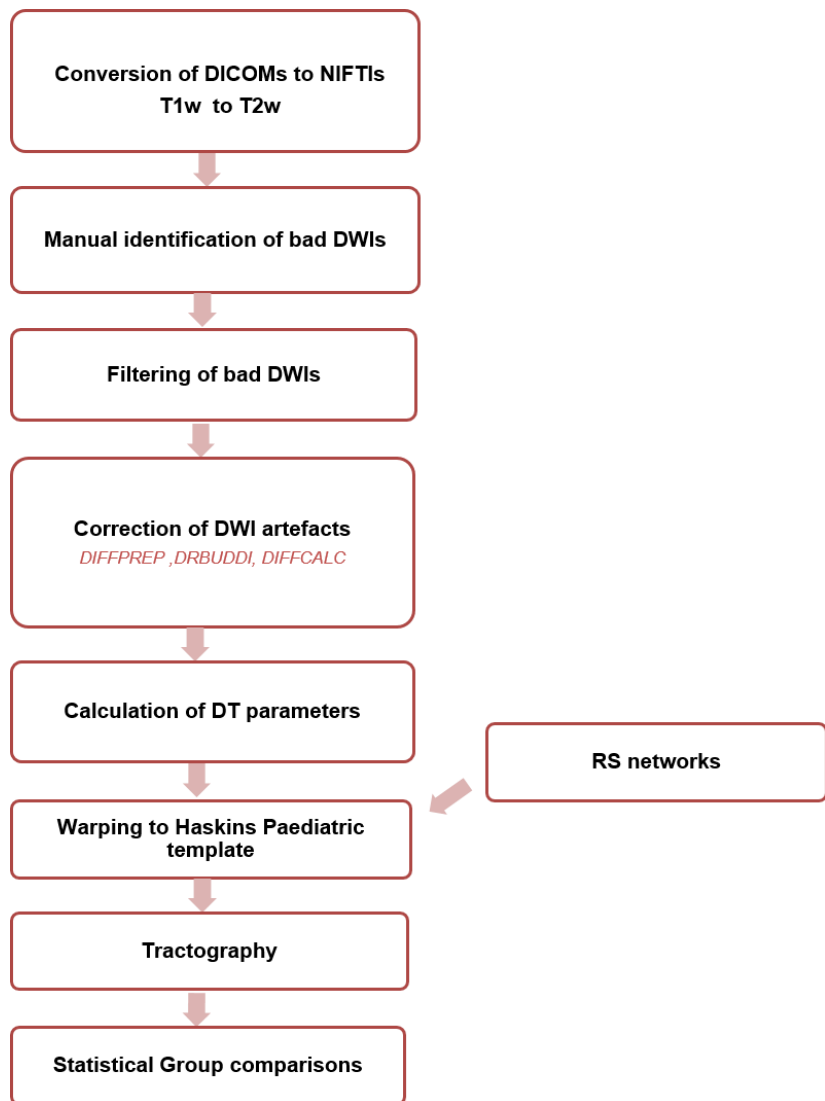 Conversion of DICOMs to NIFTIs
T1w to T2w
Manual identification of bad DWIs
Filtering of bad DWIs
Correction of DWI artefacts
DIFFPREP ,DRBUDDI, DIFFCALC
Calculation of DT parameters
RS networks
Warping to Haskins Paediatric
template
Tractography
Statistical Group comparisons